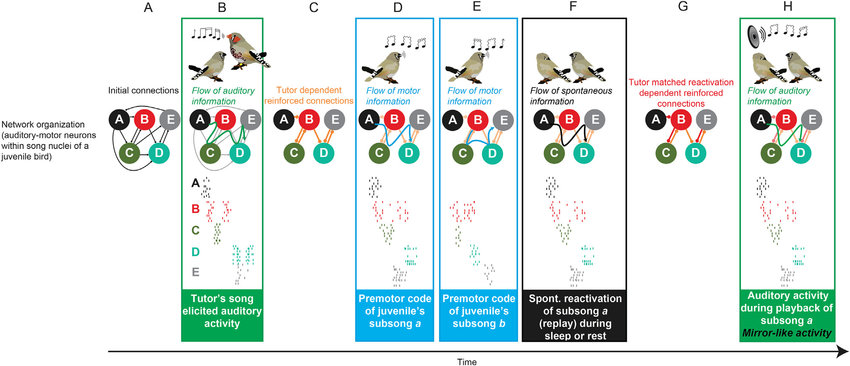 A B C D E F G H
Initial connections
Flow of auditory
information
Tutor dependent
reinforced connections
Flow of motor
information
Flow of motor
information
Flow of spontaneous
information
Tutor matched reactivation
dependent reinforced
connections
Flow of auditory
information
Network organization
(auditory-motor neurons
within song nuclei of a
juvenile bird)
A B E
C D
A B E
C D
A B E
C D
A B E
C D
A B E
C D
A B E
C D
A B E
C D
A B E
C D
A
B
C
D
E
Tutor's song
elicited auditory
activity
Premotor code
of juvenile's
subsong a
Premotor code
of juvenile's
subsong b
Spont. reactivation
of subsong a
(replay) during
sleep or rest
Auditory activity
during playback of
subsong a
Mirror-like activity
Time